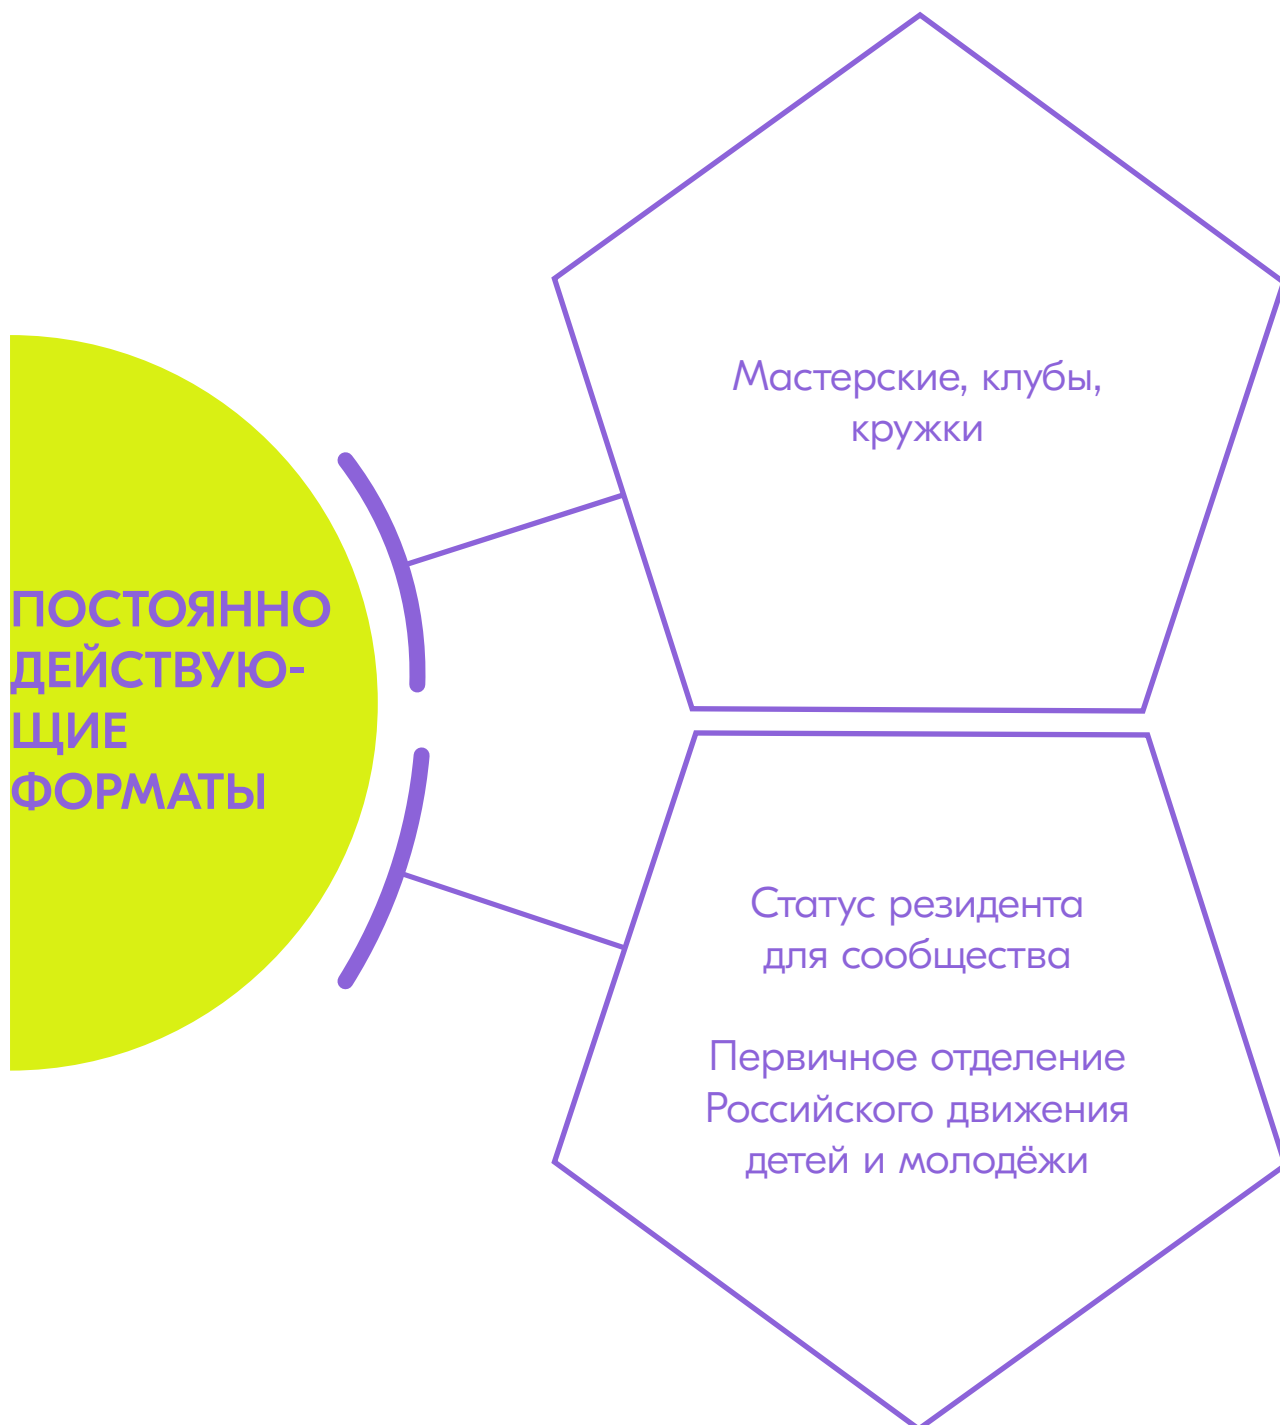 ПОСТОЯННО
ДЕЙСТВУЮ-
ЩИЕ
ФОРМАТЫ
Мастерские, клубы,
кружки
Статус резидента
для сообщества
Первичное отделение
Российского движения
детей и молодёжи